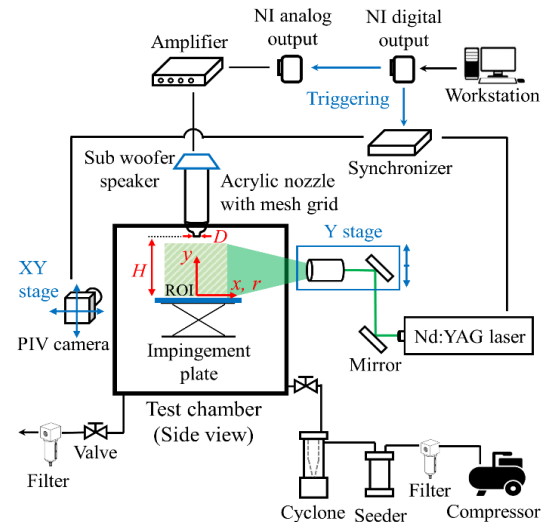 NI analog
output
NI digital
output
Amplifier
Triggering
Workstation
Synchronizer
Sub woofer
speaker
Acrylic nozzle
with mesh grid
D
Y stage
H
y
XY
stage
ROI
x, r
PIV camera
Impingement
plate
Nd:YAG laser
Mirror
Test chamber
(Side view)
Valve
Filter
Cyclone
Seeder
Filter
Compressor